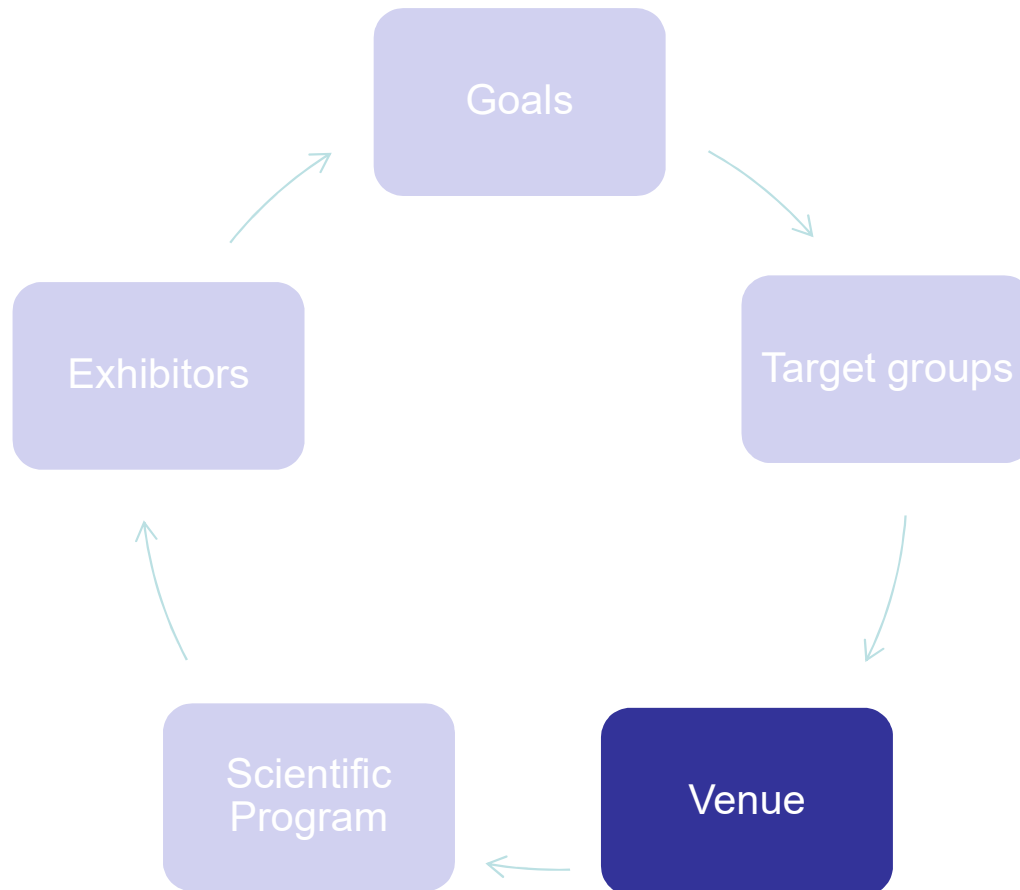 Goals
Target groups
Venue
Scientific
Program
Exhibitors